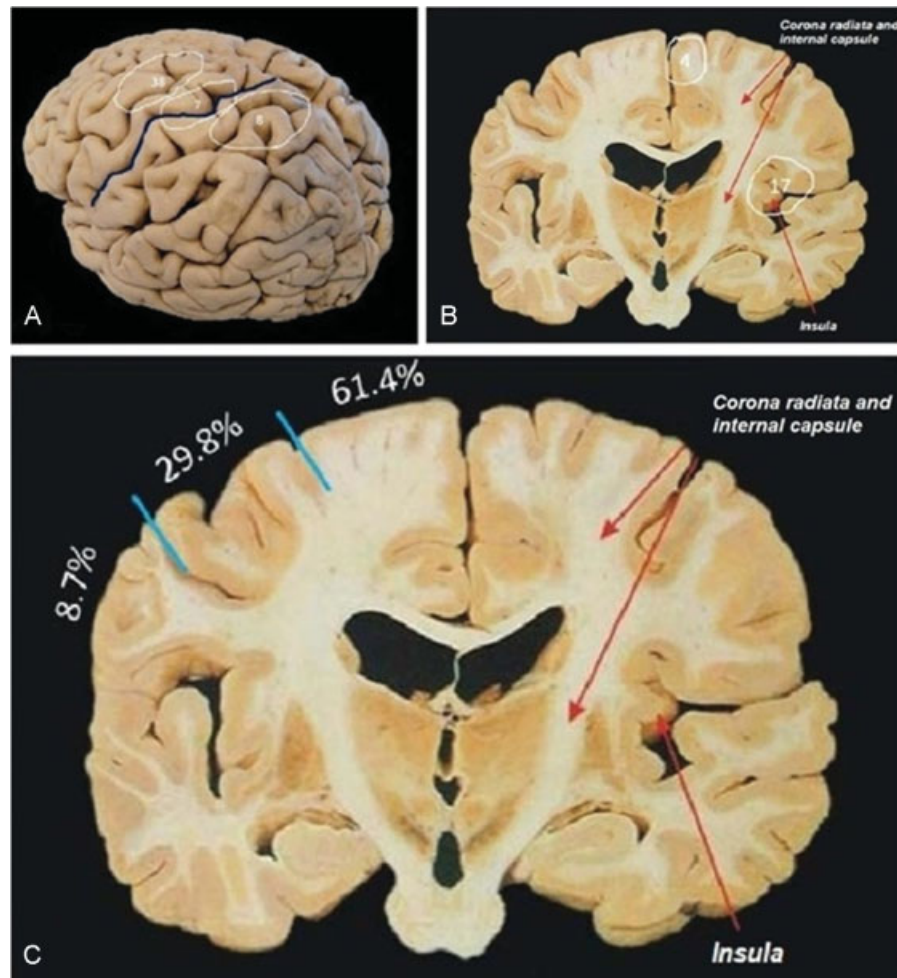 7
8
A
Corona radiata and
internal capsule
4
17
Insula
B
61.4%
29.8%
8.7%
Corona radiata and
internal capsule
Insula
C